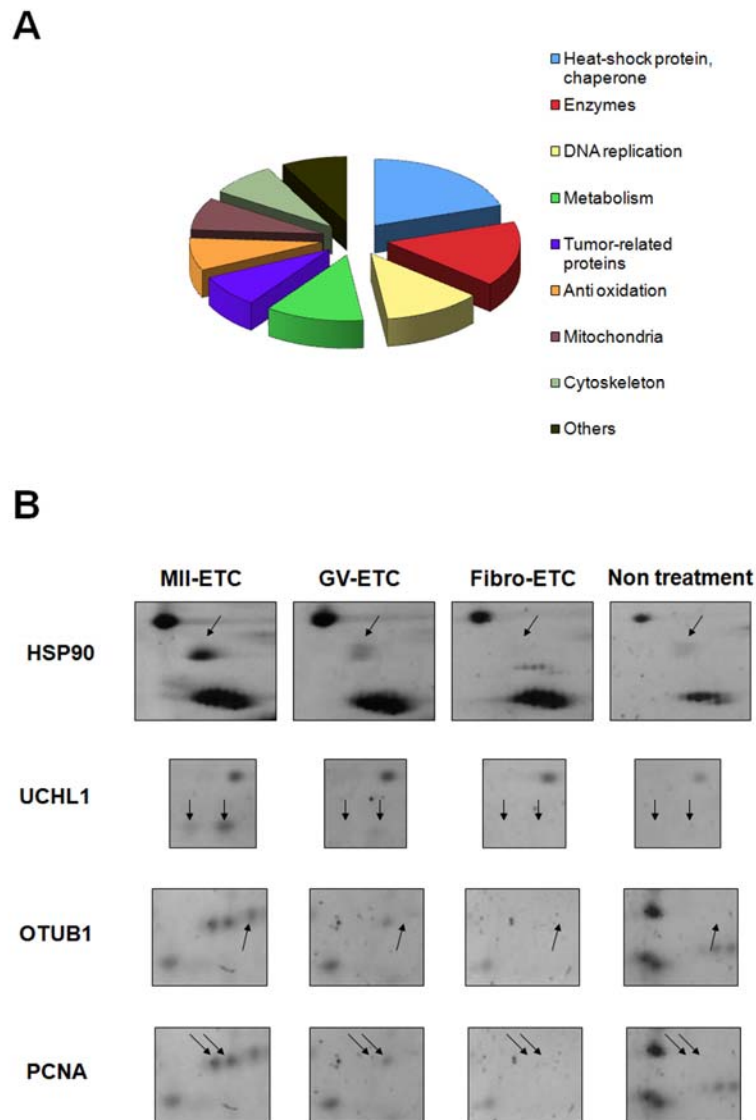 A
Heat-shock protein,
chaperone
Enzymes
DNA replication
Metabolism
Tumor-related
proteins
Anti oxidation
Mitochondria
Cytoskeleton
Others
B
MII-ETC GV-ETC Fibro-ETC Non treatment
HSP90
UCHL1
OTUB1
PCNA